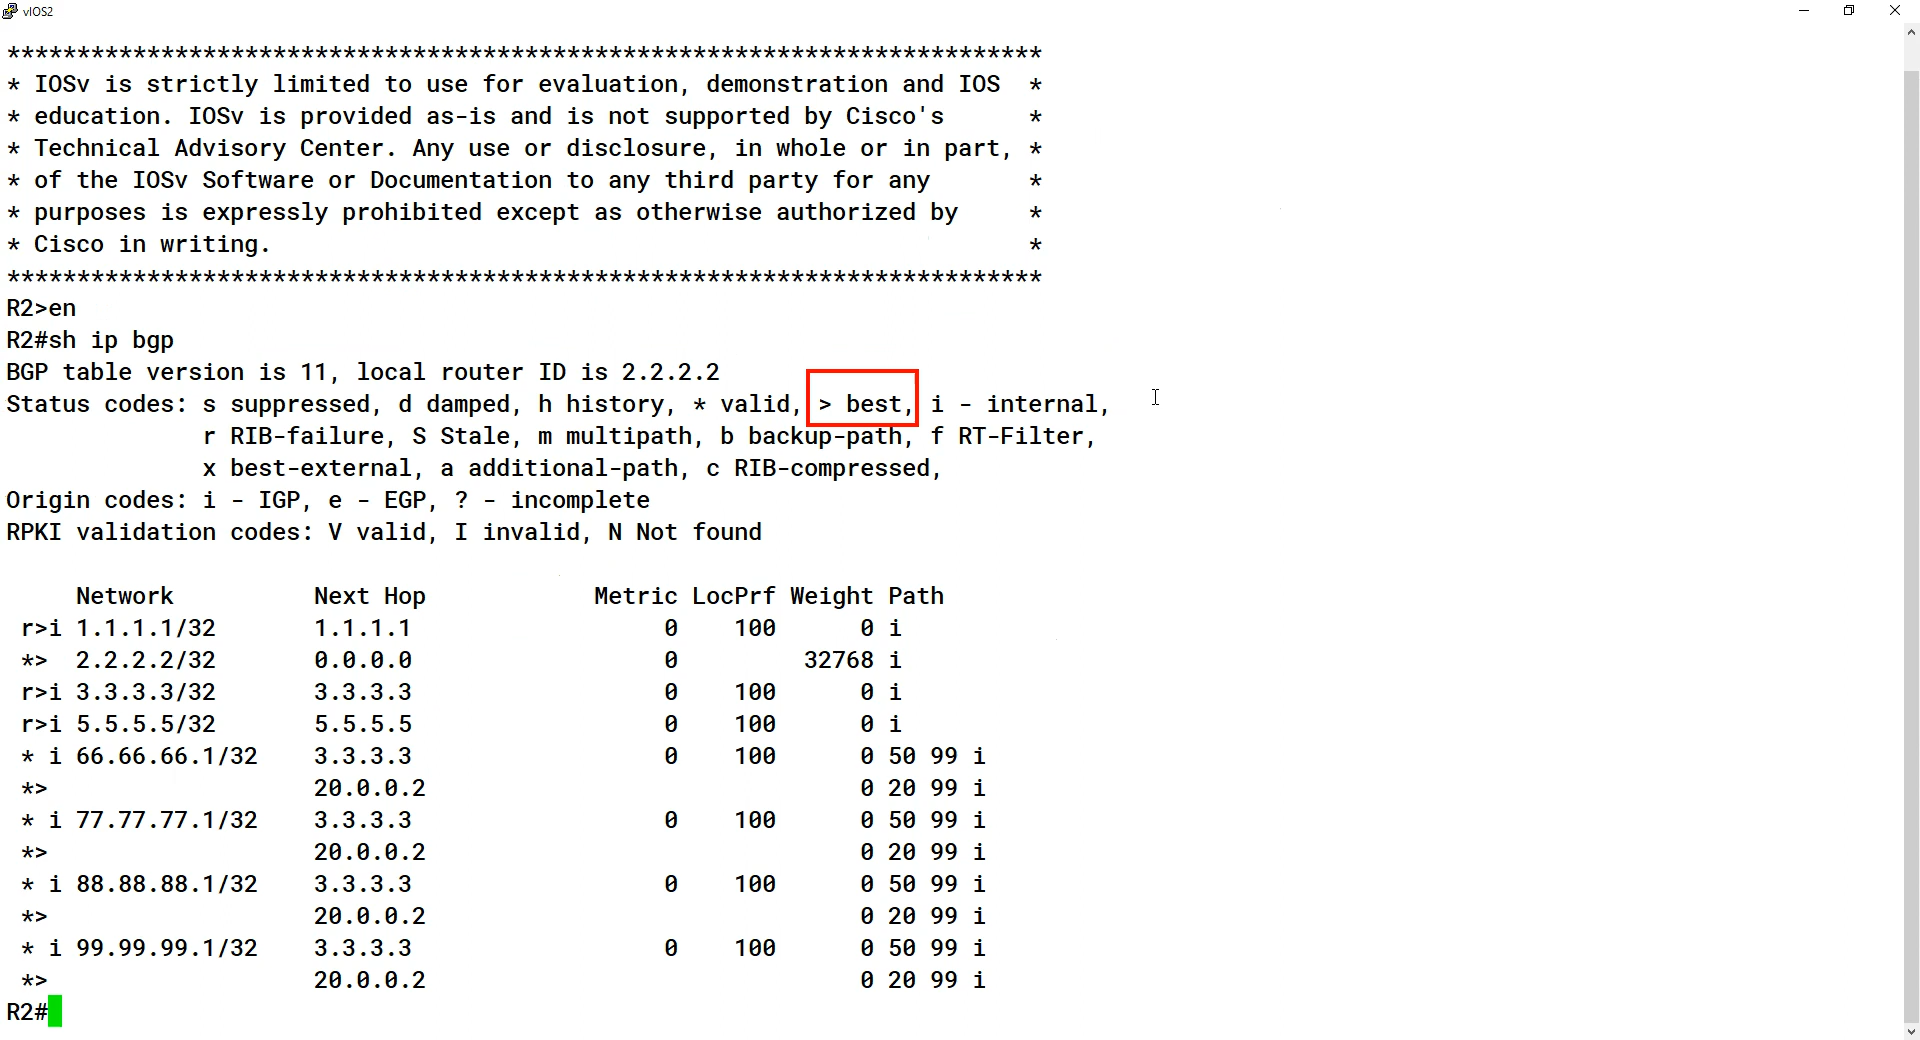 vIOS2
**************************************************************************
* IOSv is strictly limited to use for evaluation, demonstration and IOS  *
* education. IOSv is provided as-is and is not supported by Cisco's      *
* Technical Advisory Center. Any use or disclosure, in whole or in part, *
* of the IOSv Software or Documentation to any third party for any       *
* purposes is expressly prohibited except as otherwise authorized by     *
* Cisco in writing.                                                      *
**************************************************************************
R2>en
R2#sh ip bgp
BGP table version is 11, local router ID is 2.2.2.2
Status codes: s suppressed, d damped, h history, * valid, > best, i - internal,
              r RIB-failure, S Stale, m multipath, b backup-path, f RT-Filter,
              x best-external, a additional-path, c RIB-compressed,
Origin codes: i - IGP, e - EGP, ? - incomplete
RPKI validation codes: V valid, I invalid, N Not found

     Network          Next Hop            Metric LocPrf Weight Path
 r>i 1.1.1.1/32       1.1.1.1                  0    100      0 i
 *>  2.2.2.2/32       0.0.0.0                  0         32768 i
 r>i 3.3.3.3/32       3.3.3.3                  0    100      0 i
 r>i 5.5.5.5/32       5.5.5.5                  0    100      0 i
 * i 66.66.66.1/32    3.3.3.3                  0    100      0 50 99 i
 *>                   20.0.0.2                               0 20 99 i
 * i 77.77.77.1/32    3.3.3.3                  0    100      0 50 99 i
 *>                   20.0.0.2                               0 20 99 i
 * i 88.88.88.1/32    3.3.3.3                  0    100      0 50 99 i
 *>                   20.0.0.2                               0 20 99 i
 * i 99.99.99.1/32    3.3.3.3                  0    100      0 50 99 i
 *>                   20.0.0.2                               0 20 99 i
R2#